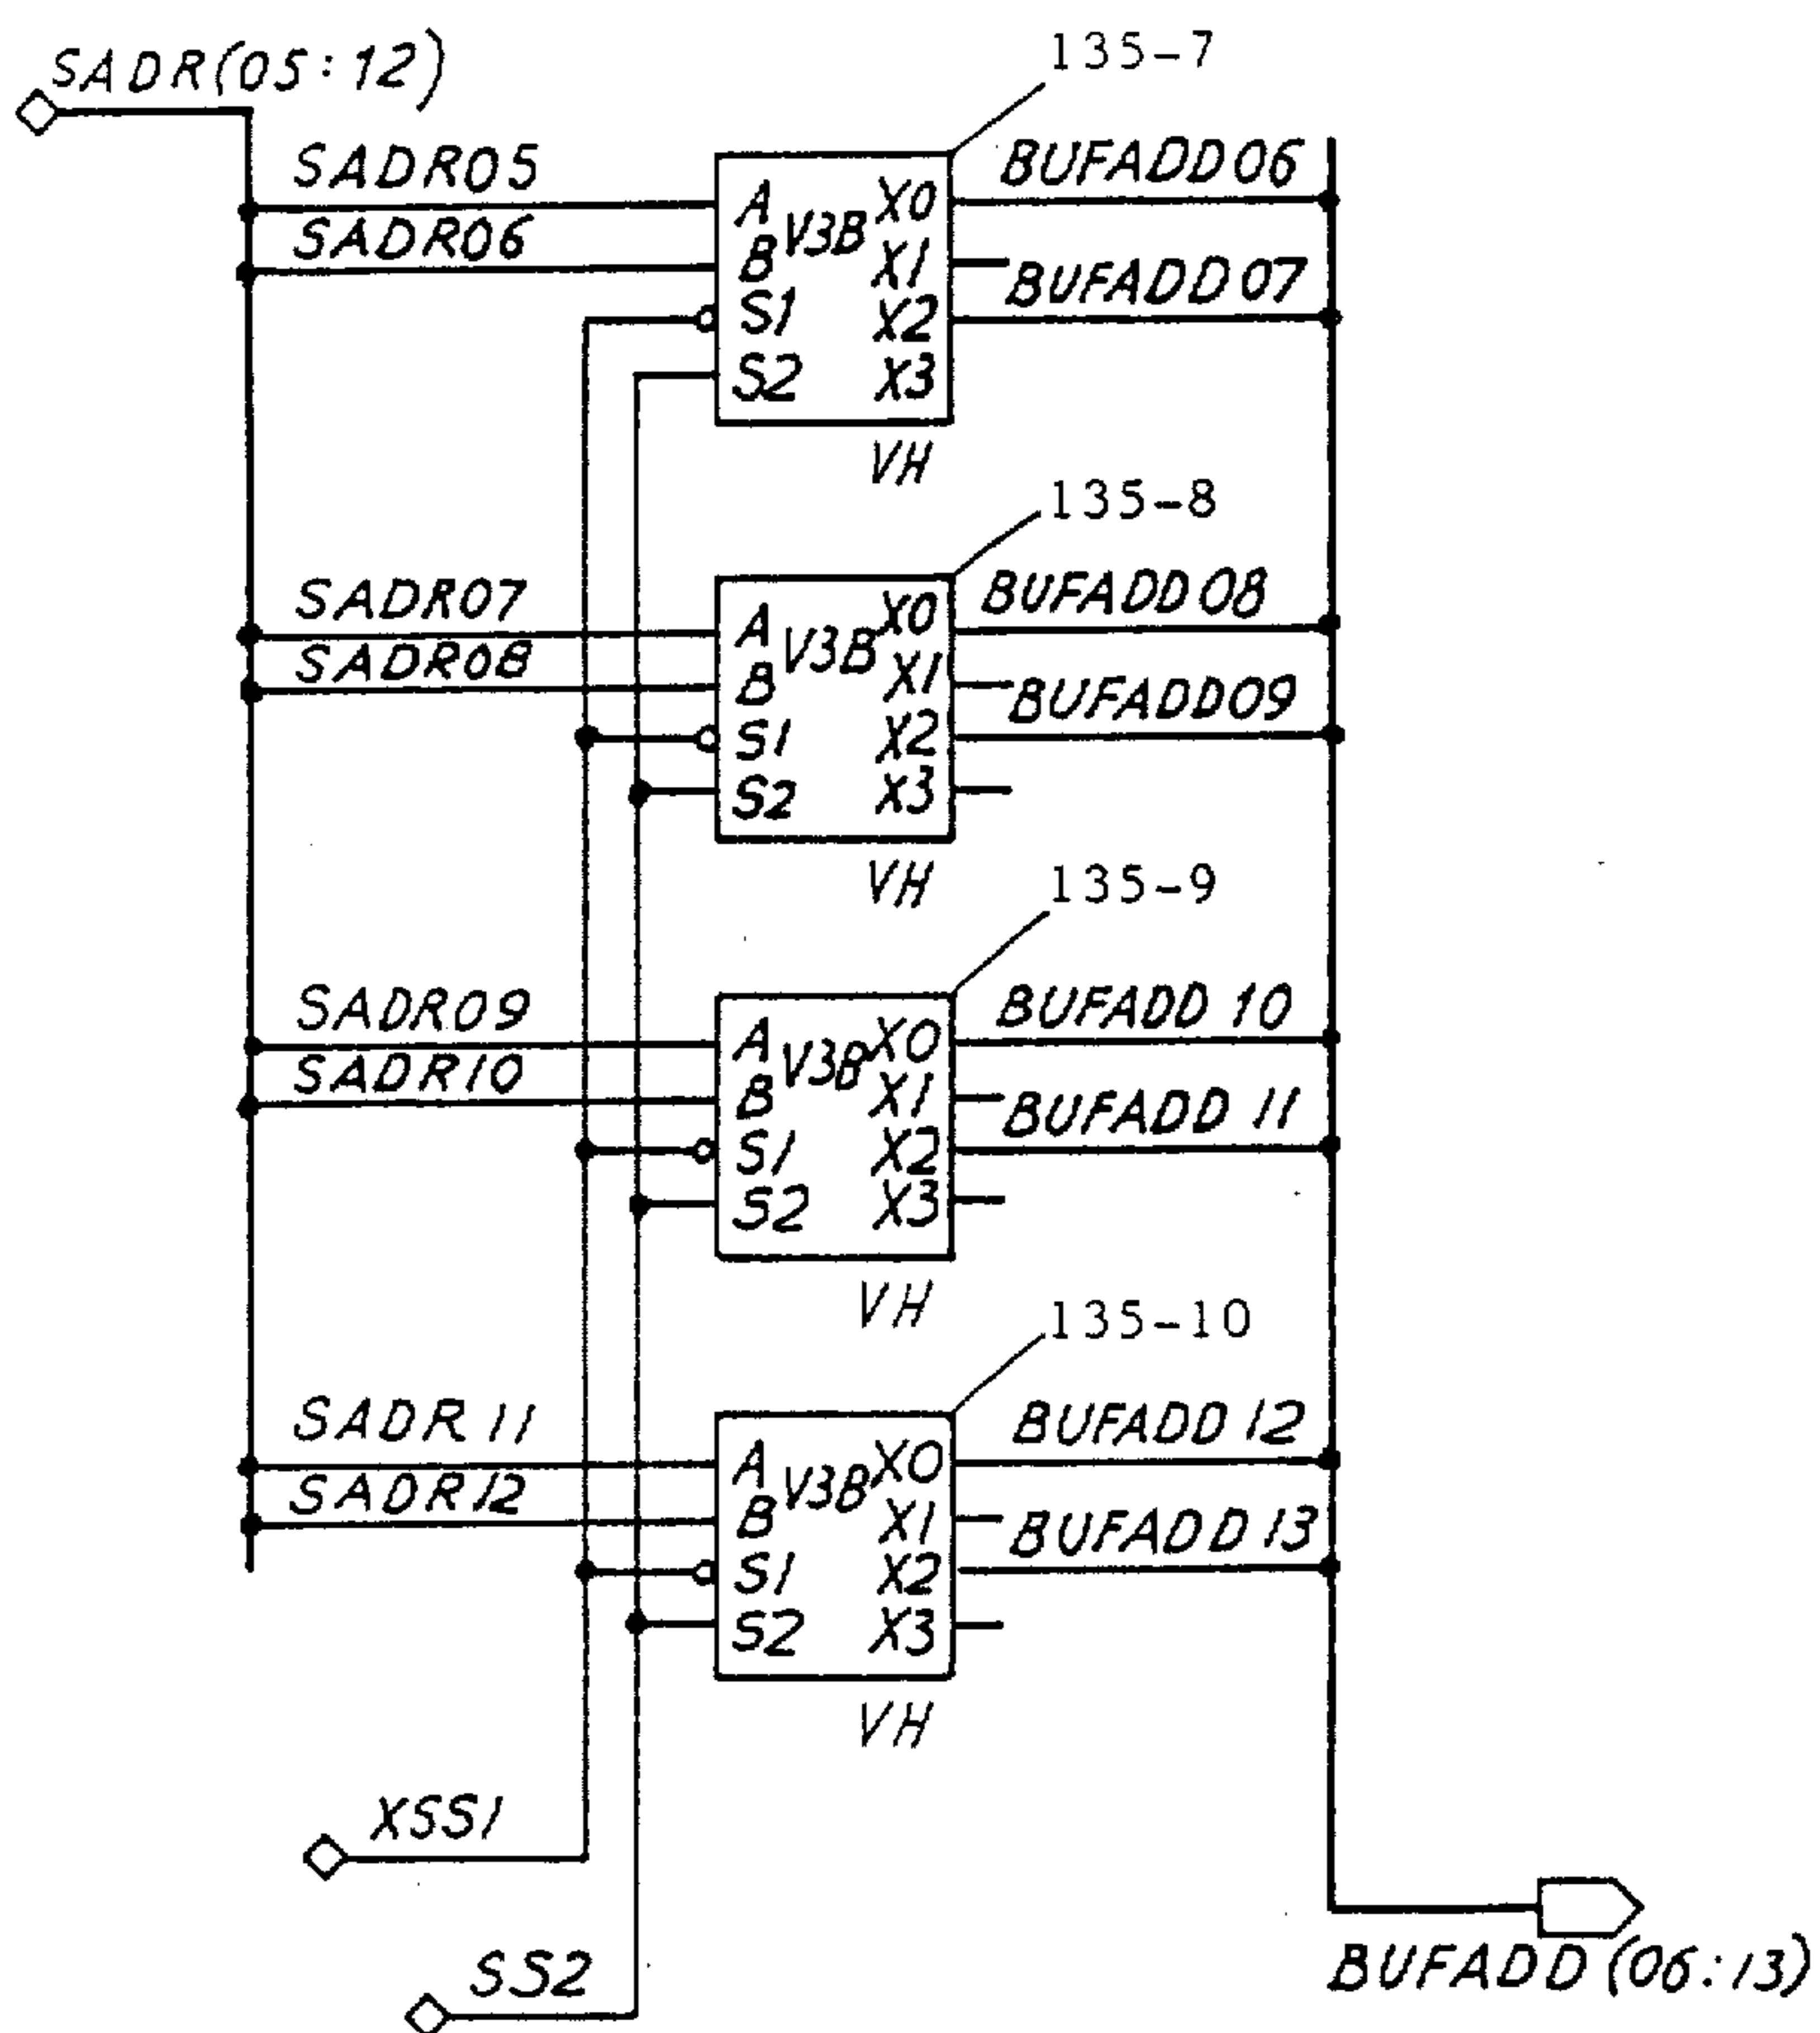 SADR(05:12)
135-7
SADR05
SADR06
A V3B X0
B X1
S1 X2
S2 X3
BUFADD06
BUFADD07
VH
135-8
SADR07
SADR08
A V3B X0
B X1
S1 X2
S2 X3
BUFADD08
BUFADD09
VH
135-9
SADR09
SADR10
A V3B X0
B X1
S1 X2
S2 X3
BUFADD 10
BUFADD 11
VH
135-10
SADR 11
SADR12
A V3B X0
B X1
S1 X2
S2 X3
BUFADD 12
BUFADD 13
VH
XSS1
SS2
BUFADD (06:13)